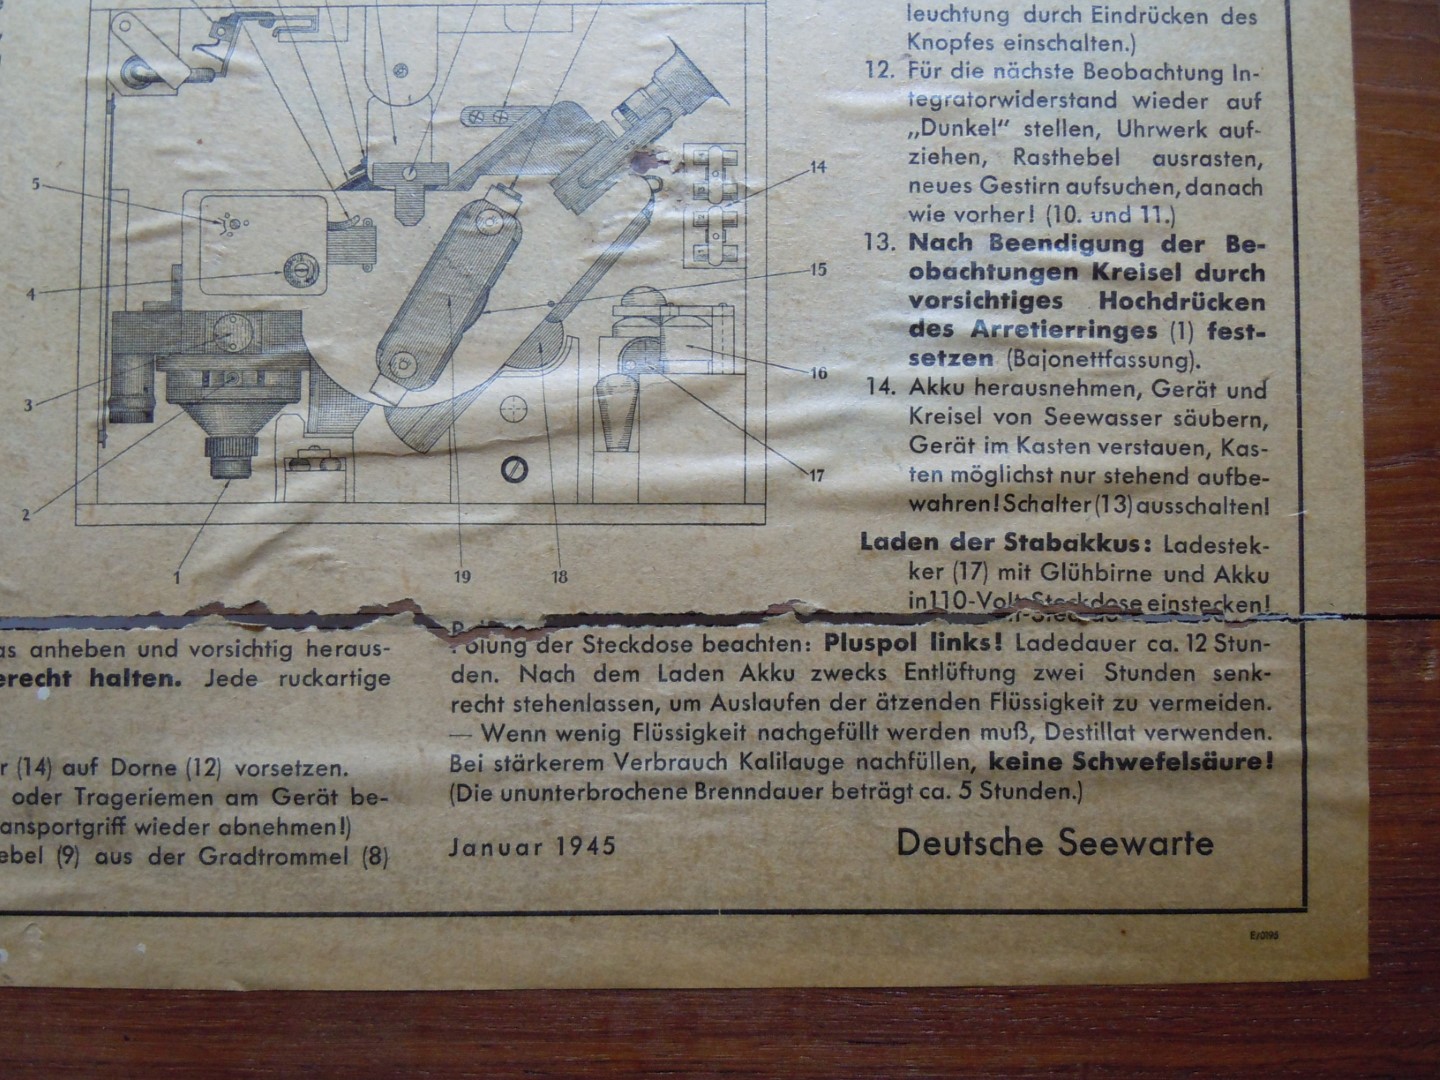 leuchtung durch Eindrücken des
Knopfes einschalten.)
12. Für die nächste Beobachtung In-
tegratorwiderstand wieder auf
„Dunkel" stellen, Uhrwerk auf-
ziehen, Rasthebel ausrasten,
neues Gestirn aufsuchen, danach
wie vorher! (10. und 11.)
13. Nach Beendigung der Be-
obachtungen Kreisel durch
vorsichtiges Hochdrücken
des Arretierringes (1) fest-
setzen (Bajonettfassung).
14. Akku herausnehmen, Gerät und
Kreisel von Seewasser säubern,
Gerät im Kasten verstauen, Kas-
ten möglichst nur stehend aufbe-
wahren! Schalter (13) ausschalten!
Laden der Stabakkus: Ladestek-
ker (17) mit Glühbirne und Akku
in 110-Volt-Steckdose einstecken!
5
4
3
2
1
19
18
14
15
16
17
as anheben und vorsichtig heraus-
erecht halten. Jede ruckartige
r (14) auf Dorne (12) vorsetzen.
oder Trageriemen am Gerät be-
ansportgriff wieder abnehmen!)
ebel (9) aus der Gradtrommel (8)
Polung der Steckdose beachten: Pluspol links! Ladedauer ca. 12 Stun-
den. Nach dem Laden Akku zwecks Entlüftung zwei Stunden senk-
recht stehenlassen, um Auslaufen der ätzenden Flüssigkeit zu vermeiden.
— Wenn wenig Flüssigkeit nachgefüllt werden muß, Destillat verwenden.
Bei stärkerem Verbrauch Kalilauge nachfüllen, keine Schwefelsäure!
(Die ununterbrochene Brenndauer beträgt ca. 5 Stunden.)
Januar 1945
Deutsche Seewarte